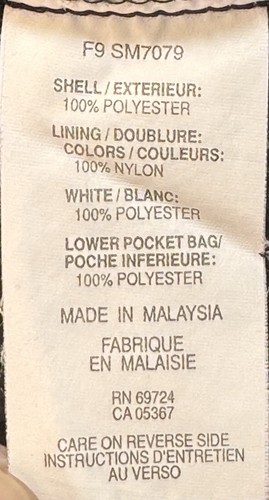 F9 SM7079
SHELL / EXTERIEUR:
100% POLYESTER
LINING / DOUBLURE:
COLORS / COULEURS:
100% NYLON
WHITE / BLANC:
100% POLYESTER
LOWER POCKET BAG/
POCHE INFERIEURE:
100% POLYESTER
MADE IN MALAYSIA
FABRIQUE
EN MALAISIE
RN 69724
CA 05367
CARE ON REVERSE SIDE
INSTRUCTIONS D'ENTRETIEN
AU VERSO